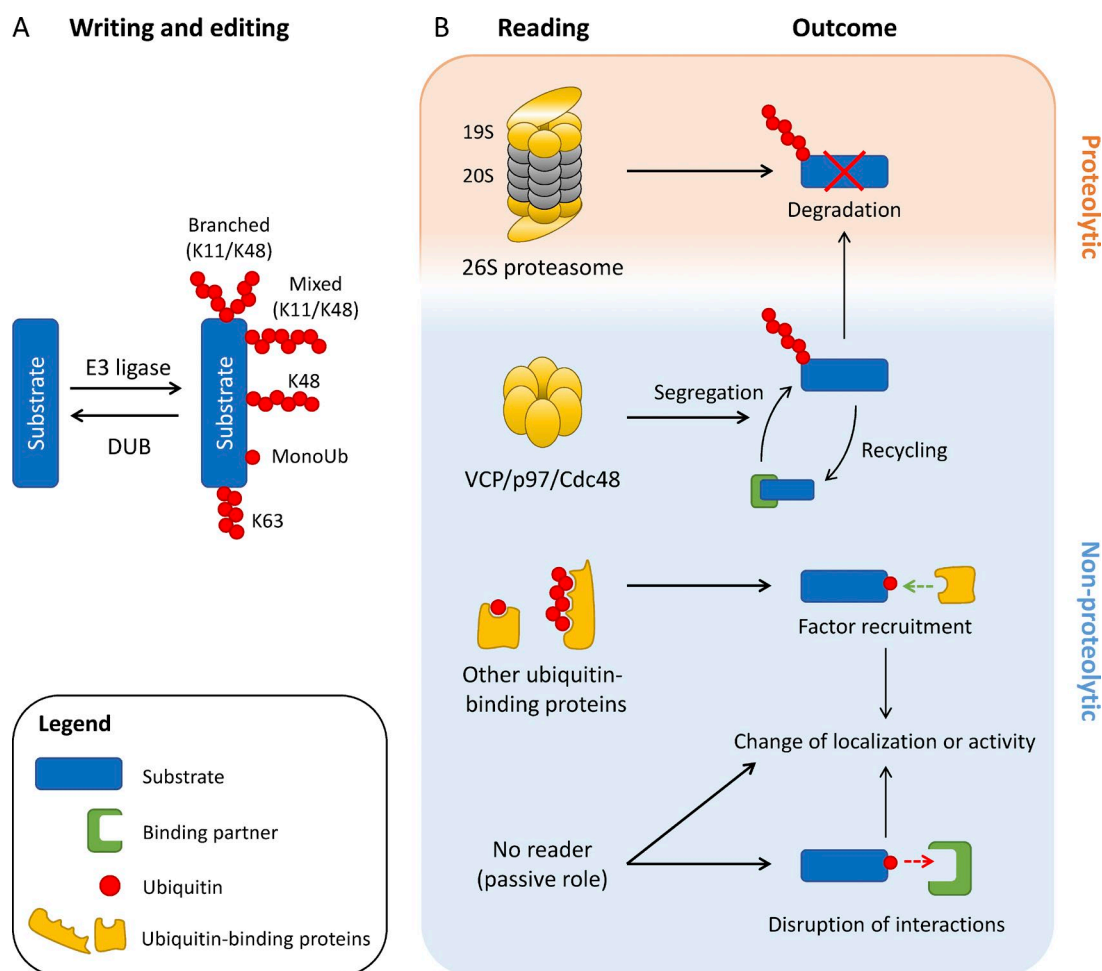 A
Writing and editing
Branched
(K11/K48)
Mixed
(K11/K48)
Substrate
E3 ligase
DUB
Substrate
K48
MonoUb
K63
Legend
Substrate
Binding partner
Ubiquitin
Ubiquitin-binding proteins
B
Reading
Outcome
19S
20S
26S proteasome
Degradation
Proteolytic
Segregation
VCP/p97/Cdc48
Recycling
Other ubiquitin-
binding proteins
Factor recruitment
Non-proteolytic
Change of localization or activity
No reader
(passive role)
Disruption of interactions